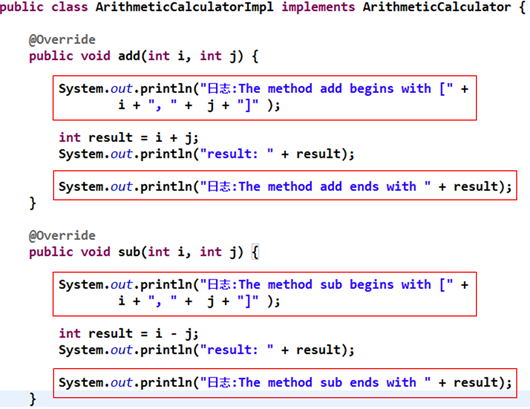 public class ArithmeticCalculatorImpl implements ArithmeticCalculator {
@Override
public void add(int i, int j) {
System.out.println("日志:The method add begins with [" +
i + ", " +  j + "]" );
int result = i + j;
System.out.println("result: " + result);
System.out.println("日志:The method add ends with " + result);
}
@Override
public void sub(int i, int j) {
System.out.println("日志:The method sub begins with [" +
i + ", " +  j + "]" );
int result = i - j;
System.out.println("result: " + result);
System.out.println("日志:The method sub ends with " + result);
}